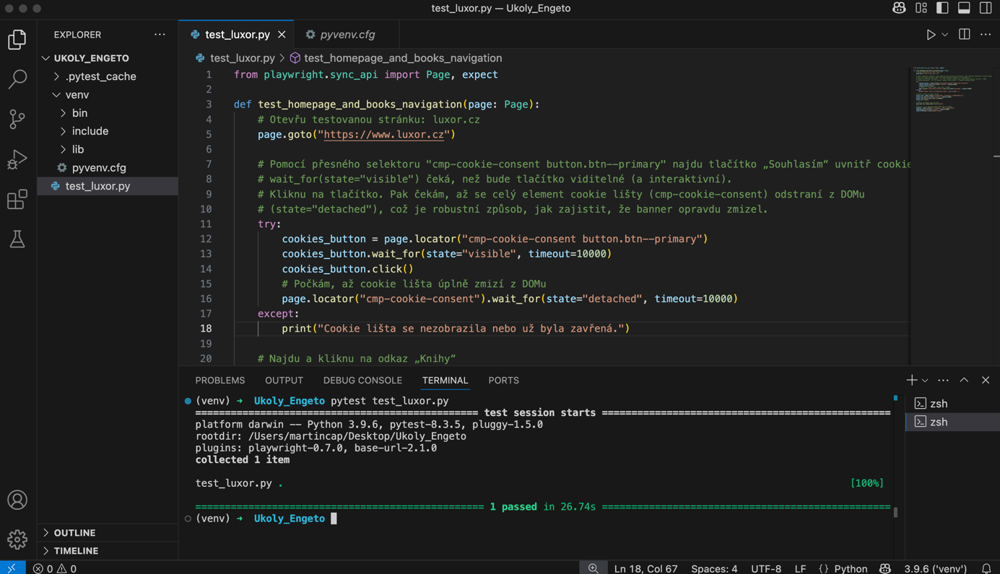 test_luxor.py — Ukoly_Engeto
EXPLORER
UKOLY_ENGETO
.pytest_cache
venv
bin
include
lib
pyvenv.cfg
test_luxor.py
OUTLINE
TIMELINE
test_luxor.py
pyvenv.cfg
test_luxor.py > test_homepage_and_books_navigation
1 from playwright.sync_api import Page, expect
2
3 def test_homepage_and_books_navigation(page: Page):
4 # Otevřu testovanou stránku: luxor.cz
5 page.goto("https://www.luxor.cz")
6
7 # Pomocí přesného selektoru "cmp-cookie-consent button.btn--primary" najdu tlačítko „Souhlasím“ uvnitř cookie
8 # wait_for(state="visible") čeká, než bude tlačítko viditelné (a interaktivní).
9 # Kliknu na tlačítko. Pak čekám, až se celý element cookie lišty (cmp-cookie-consent) odstraní z DOMu
10 # (state="detached"), což je robustní způsob, jak zajistit, že banner opravdu zmizel.
11 try:
12 cookies_button = page.locator("cmp-cookie-consent button.btn--primary")
13 cookies_button.wait_for(state="visible", timeout=10000)
14 cookies_button.click()
15 # Počkám, až cookie lišta úplně zmizí z DOMu
16 page.locator("cmp-cookie-consent").wait_for(state="detached", timeout=10000)
17 except:
18 print("Cookie lišta se nezobrazila nebo už byla zavřená.")
19
20 # Najdu a kliknu na odkaz „Knihy“
PROBLEMS OUTPUT DEBUG CONSOLE TERMINAL PORTS
(venv) ➜ Ukoly_Engeto pytest test_luxor.py
=============================================== test session starts ================================================
platform darwin -- Python 3.9.6, pytest-8.3.5, pluggy-1.5.0
rootdir: /Users/martincap/Desktop/Ukoly_Engeto
plugins: playwright-0.7.0, base-url-2.1.0
collected 1 item
test_luxor.py . [100%]
================================================ 1 passed in 26.74s ================================================
(venv) ➜ Ukoly_Engeto
zsh
zsh
0 0 Ln 18, Col 67 Spaces: 4 UTF-8 LF {} Python 3.9.6 ('venv')